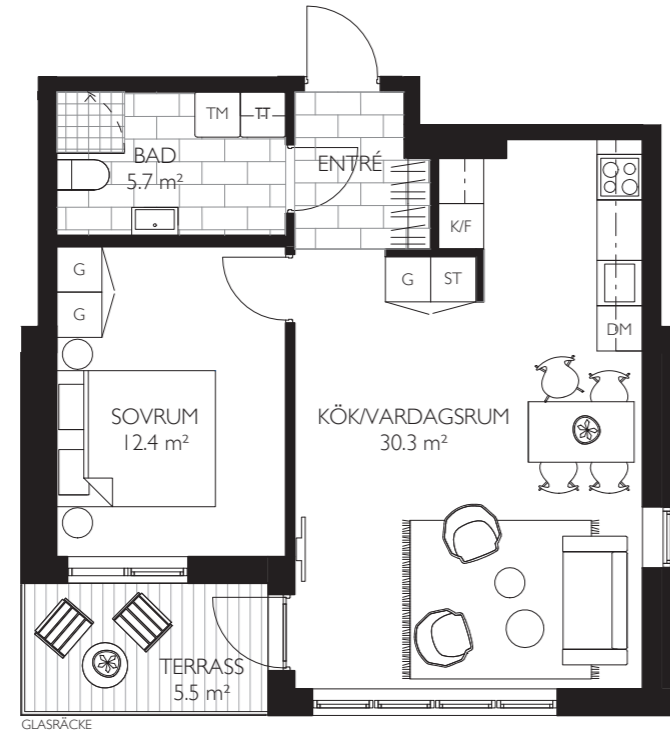 TM
TT
BAD
5.7 m²
ENTRÉ
K/F
G
G
G
ST
DM
SOVRUM
12.4 m²
KÖK/VARDAGSRUM
30.3 m²
TERRASS
5.5 m²
GLASRÄCKE